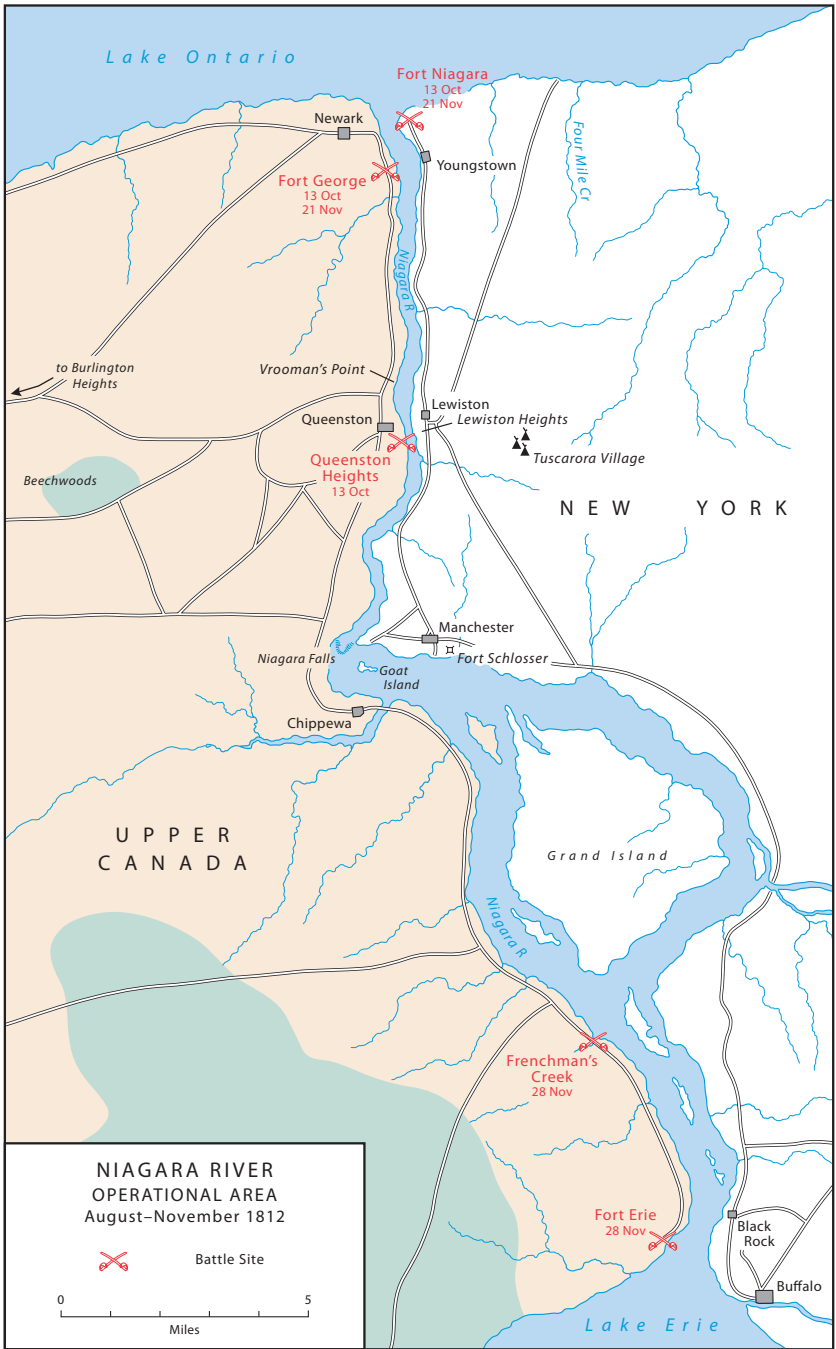 Lake Ontario
Fort Niagara
13 Oct
21 Nov
Newark
Youngstown
Four Mile Cr
Fort George
13 Oct
21 Nov
Niagara R
to Burlington
Heights
Vrooman's Point
Queenston
Lewiston
Lewiston Heights
Tuscarora Village
Queenston
Heights
13 Oct
Beechwoods
NEW YORK
Manchester
Niagara Falls
Goat
Island
Fort Schlosser
Chippewa
UPPER
CANADA
Grand Island
Niagara R
Frenchman's
Creek
28 Nov
Fort Erie
28 Nov
Black
Rock
Buffalo
Lake Erie
NIAGARA RIVER
OPERATIONAL AREA
August–November 1812
Battle Site
0 5
Miles